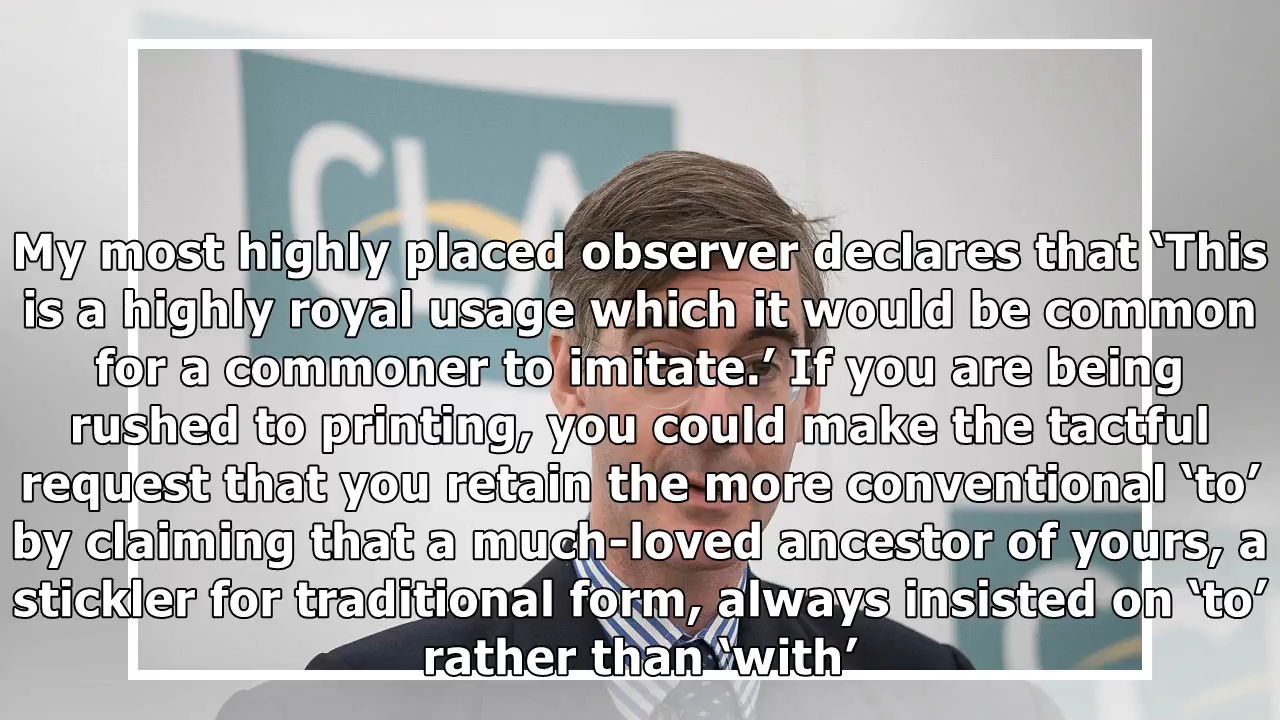 CLA
My most highly placed observer declares that ‘This
is a highly royal usage which it would be common
for a commoner to imitate.’ If you are being
rushed to printing, you could make the tactful
request that you retain the more conventional ‘to’
by claiming that a much-loved ancestor of yours, a
stickler for traditional form, always insisted on ‘to’
rather than ‘with’